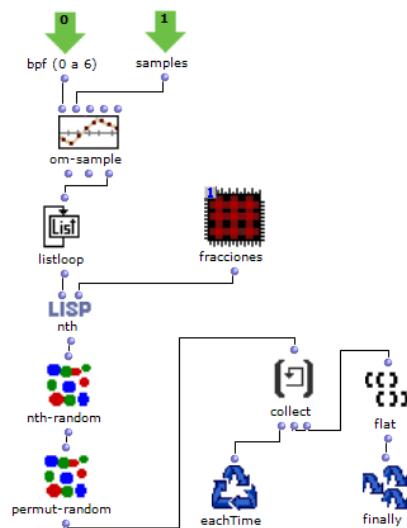 0
1
bpf (0 a 6)
samples
om-sample
List
listloop
1
fracciones
LISP
nth
nth-random
collect
flat
permut-random
eachTime
finally